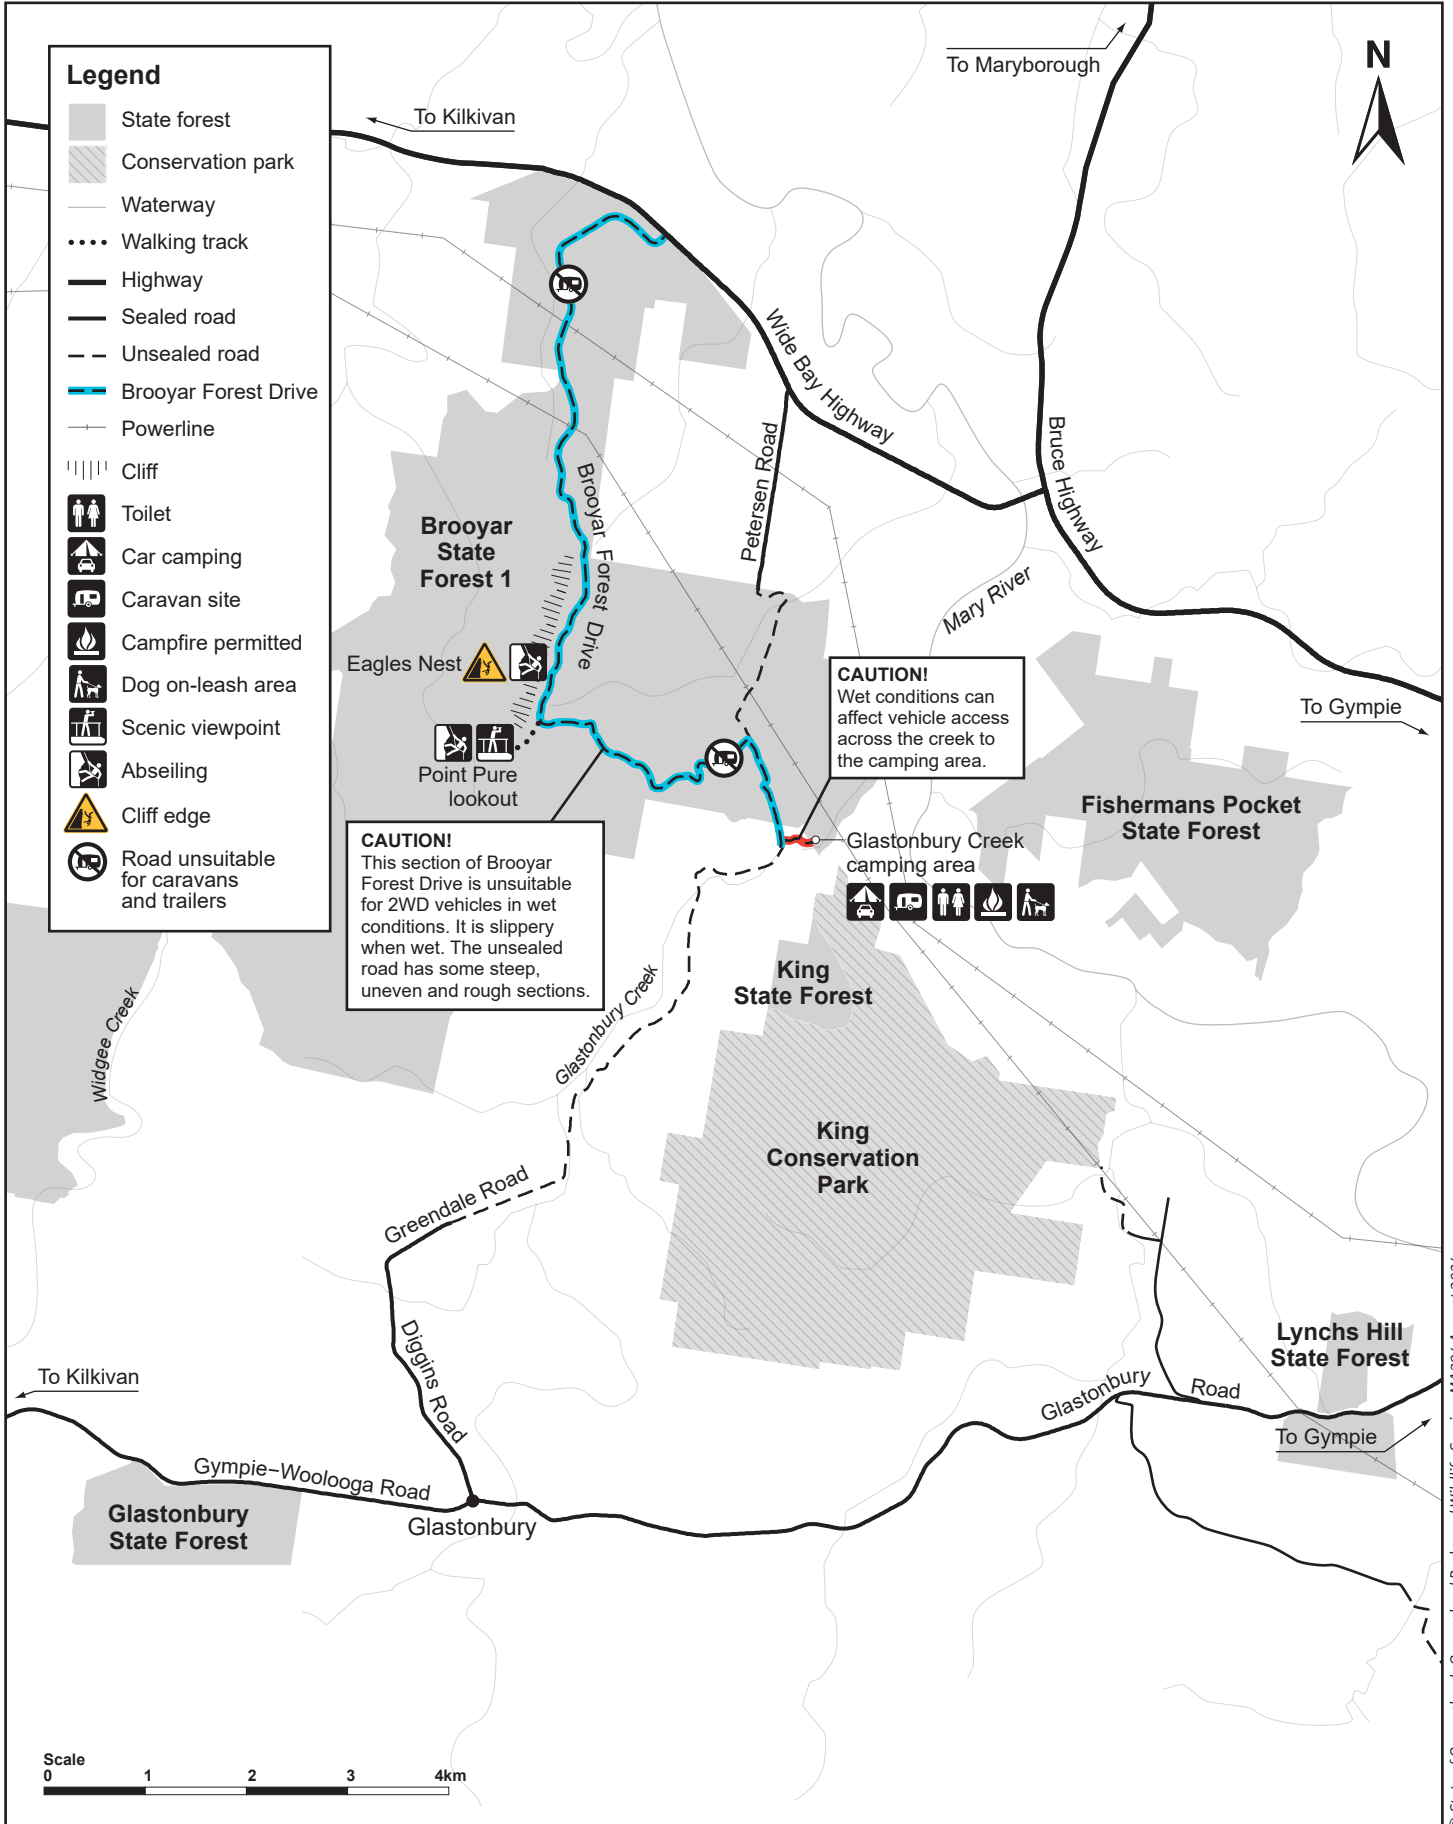 Legend
State forest
Conservation park
Waterway
Walking track
Highway
Sealed road
Unsealed road
Brooyar Forest Drive
Powerline
Cliff
Toilet
Car camping
Caravan site
Campfire permitted
Dog on-leash area
Scenic viewpoint
Abseiling
Cliff edge
Road unsuitable
for caravans
and trailers
To Kilkivan
To Maryborough
N
Wide Bay Highway
Petersen Road
Bruce Highway
Mary River
Brooyar
State
Forest 1
Brooyar Forest Drive
Eagles Nest
Point Pure
lookout
CAUTION!
Wet conditions can
affect vehicle access
across the creek to
the camping area.
To Gympie
Fishermans Pocket
State Forest
CAUTION!
This section of Brooyar
Forest Drive is unsuitable
for 2WD vehicles in wet
conditions. It is slippery
when wet. The unsealed
road has some steep,
uneven and rough sections.
Glastonbury Creek
camping area
King
State Forest
Widgee Creek
Glastonbury Creek
King
Conservation
Park
Greendale Road
Diggins Road
Lynchs Hill
State Forest
To Kilkivan
Glastonbury Road
To Gympie
Gympie–Woolooga Road
Glastonbury
State Forest
Glastonbury
Scale
0 1 2 3 4km